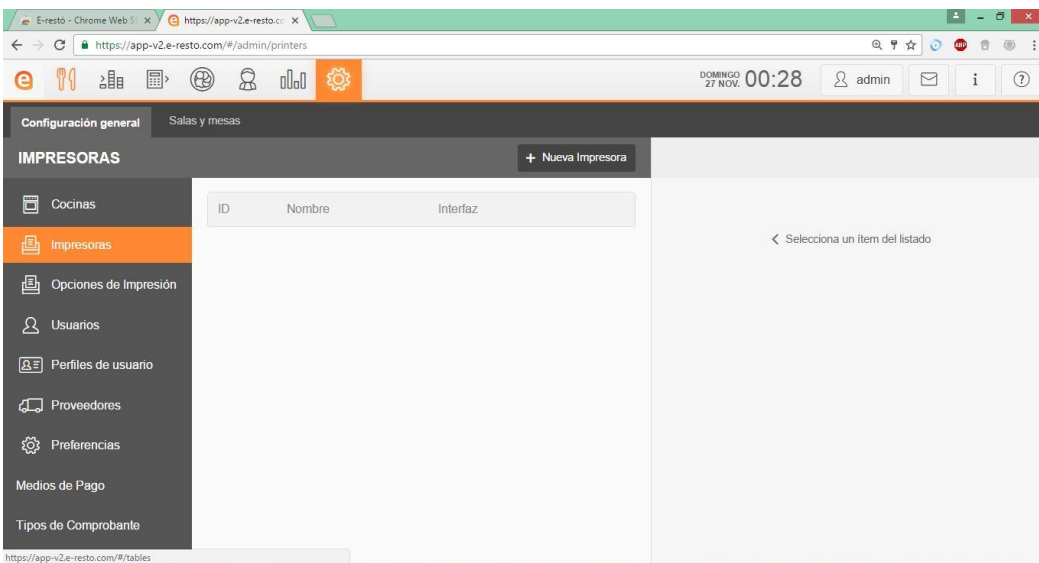 E-restó - Chrome Web S
https://app-v2.e-resto.co
https://app-v2.e-resto.com/#/admin/printers
ABP
e
DOMINGO
27 NOV.
00:28
admin
i
?
Configuración general
Salas y mesas
IMPRESORAS
+ Nueva Impresora
Cocinas
Impresoras
Opciones de Impresión
Usuarios
Perfiles de usuario
Proveedores
Preferencias
Medios de Pago
Tipos de Comprobante
ID Nombre Interfaz
Selecciona un ítem del listado
https://app-v2.e-resto.com/#/tables